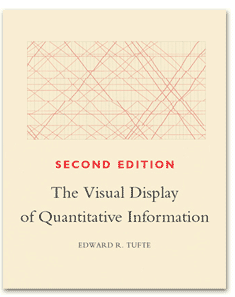 SECOND EDITION
The Visual Display
of Quantitative Information
EDWARD R. TUFTE